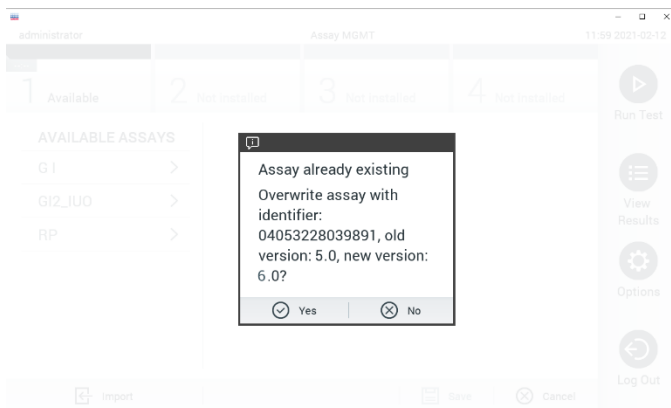 administrator Assay MGMT 11:59 2021-02-12
1 Available 2 Not Installed 3 Not Installed 4 Not Installed
Run Test
AVAILABLE ASSAYS
G I
GI2_IUO
RP
Assay already existing
Overwrite assay with
identifier:
04053228039891, old
version: 5.0, new version:
6.0?
Yes No
View
Results
Options
Log Out
Import Save Cancel